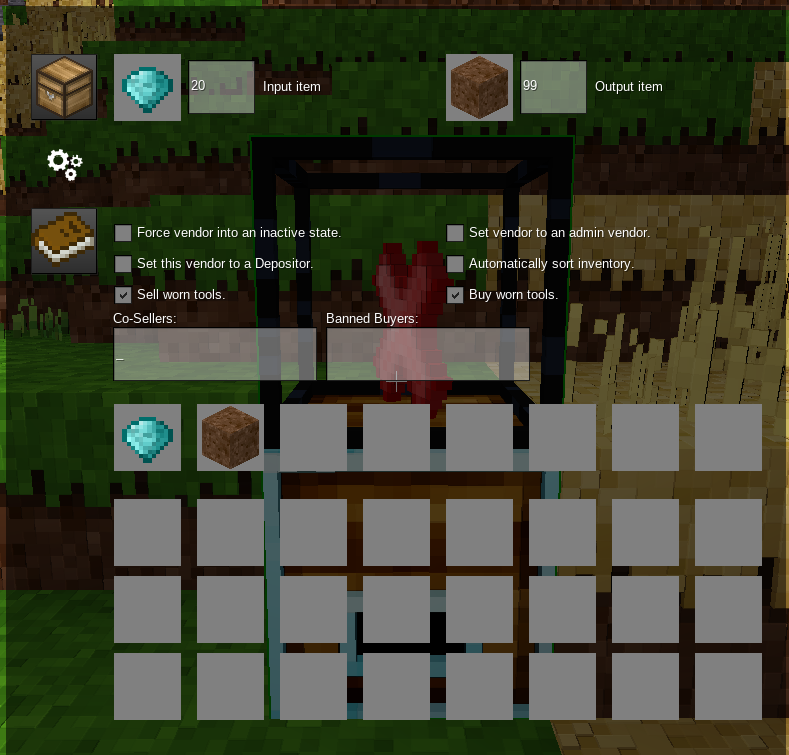 20 Input item 99 Output item
Force vendor into an inactive state. Set vendor to an admin vendor.
Set this vendor to a Depositor. Automatically sort inventory.
Sell worn tools. Buy worn tools.
Co-Sellers: Banned Buyers:
_